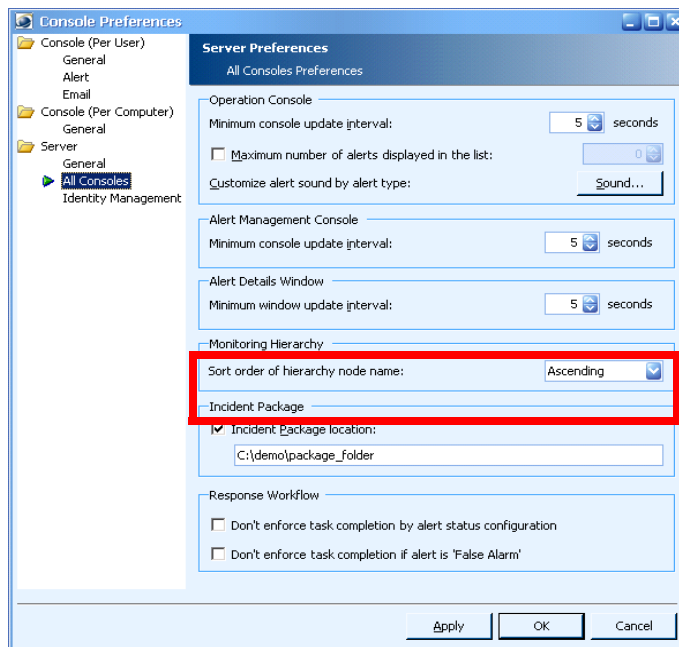 Console Preferences
Console (Per User)
General
Alert
Email
Console (Per Computer)
General
Server
General
All Consoles
Identity Management
Server Preferences
All Consoles Preferences
Operation Console
Minimum console update interval: 5 seconds
Maximum number of alerts displayed in the list: 0
Customize alert sound by alert type: Sound...
Alert Management Console
Minimum console update interval: 5 seconds
Alert Details Window
Minimum window update interval: 5 seconds
Monitoring Hierarchy
Sort order of hierarchy node name: Ascending
Incident Package
Incident Package location:
C:\demo\package_folder
Response Workflow
Don't enforce task completion by alert status configuration
Don't enforce task completion if alert is 'False Alarm'
Apply OK Cancel